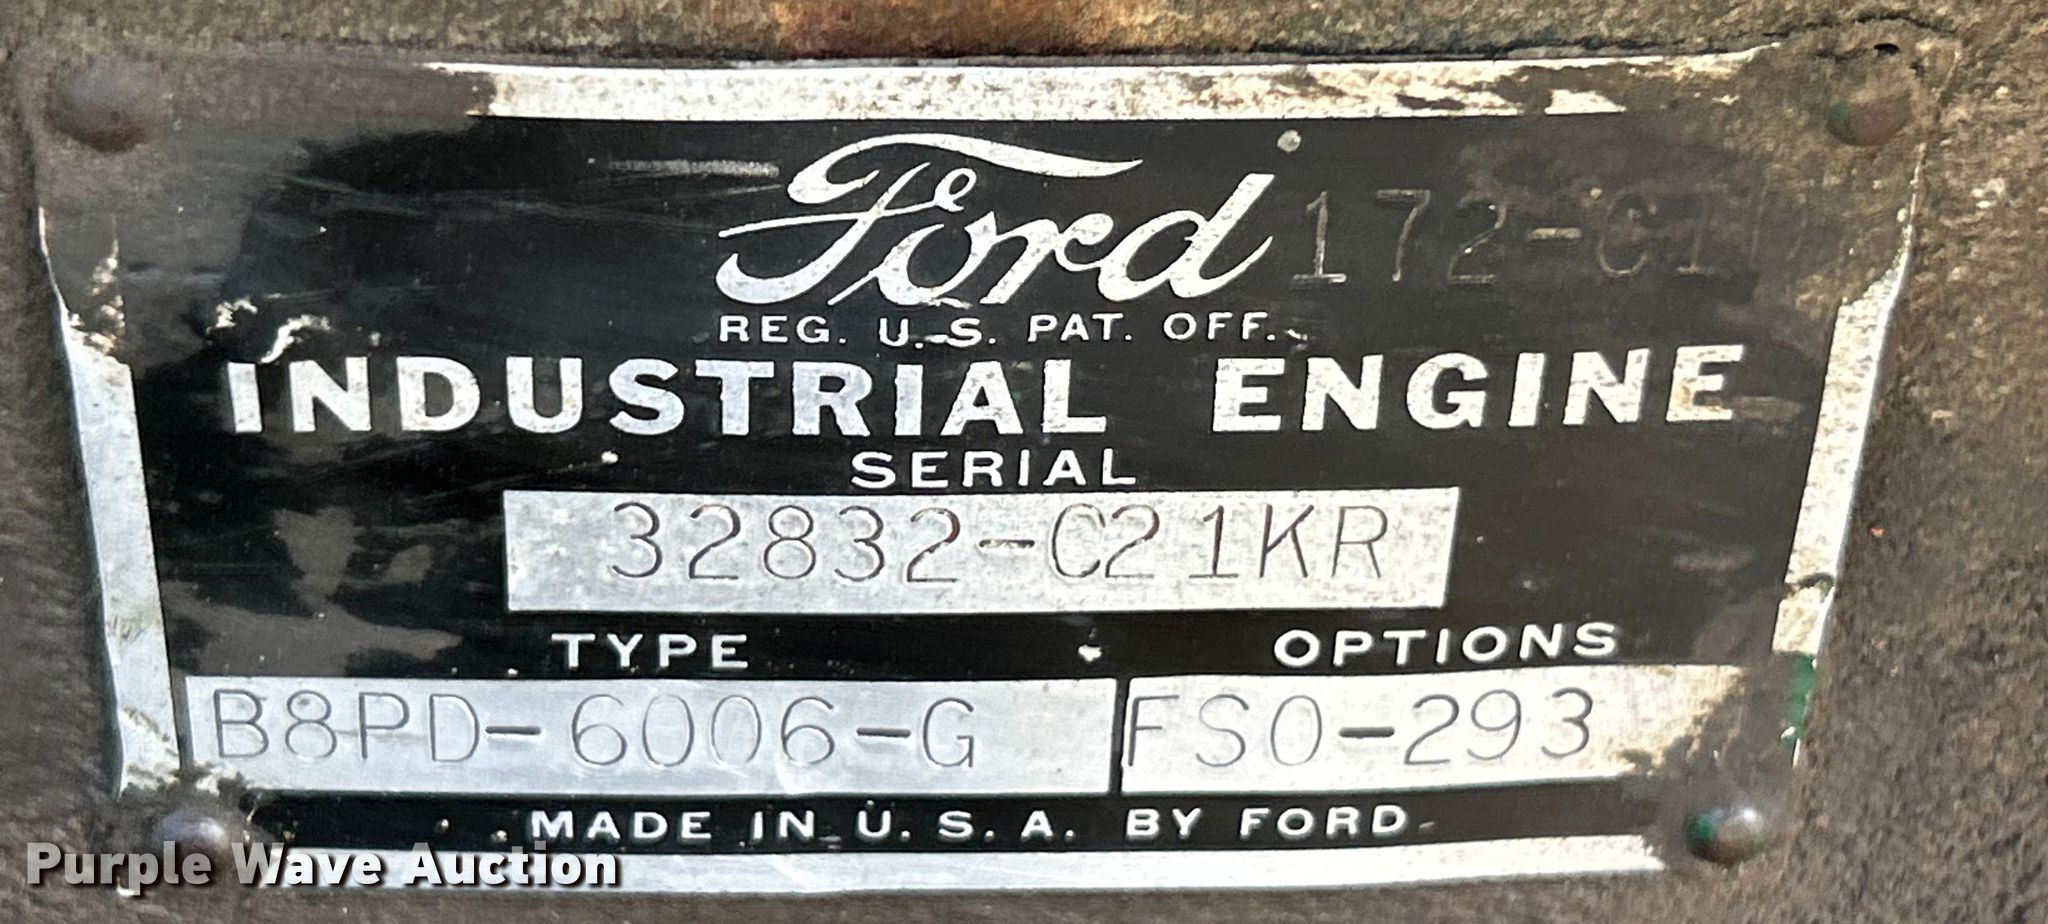 Ford 172-CID
REG. U.S. PAT. OFF.
INDUSTRIAL ENGINE
SERIAL
32832-C21KR
TYPE OPTIONS
B8PD-6006-G FSO-293
MADE IN U.S.A. BY FORD
Purple Wave Auction